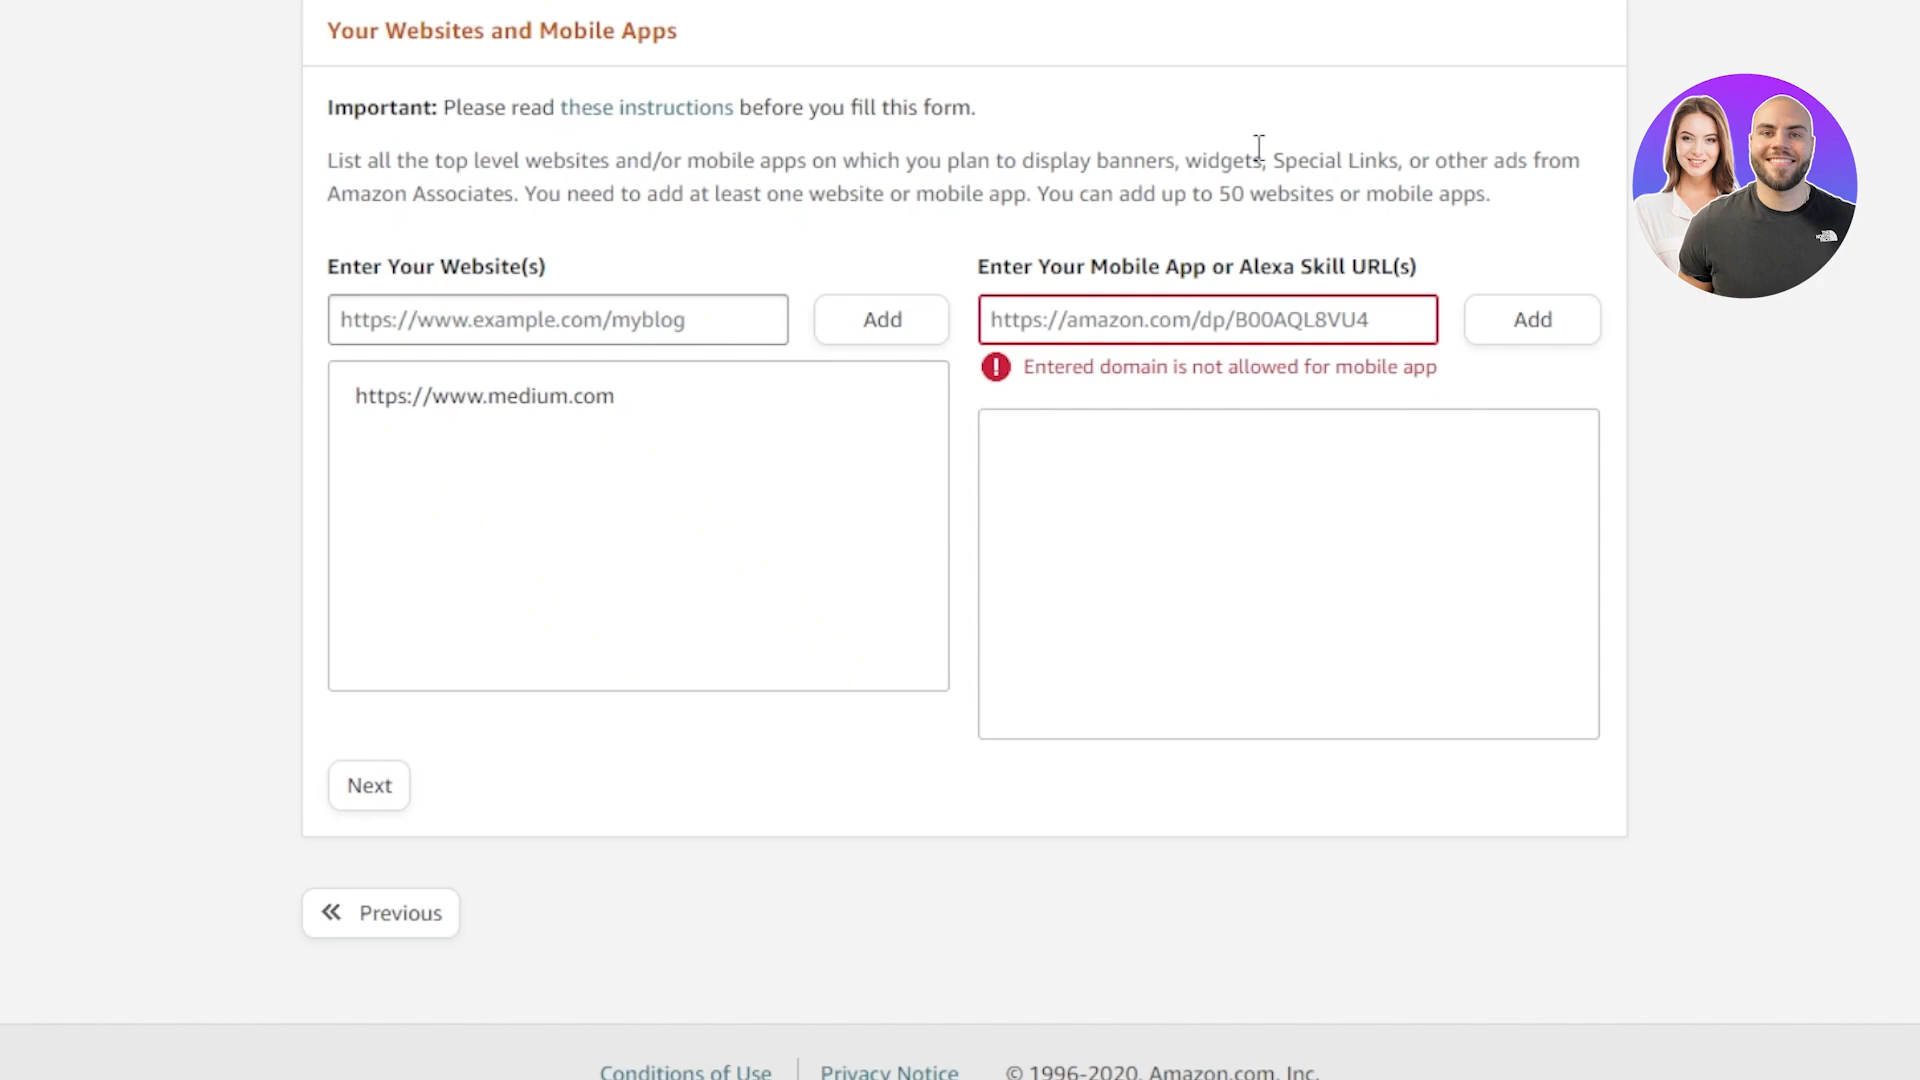 Your Websites and Mobile Apps
Important: Please read these instructions before you fill this form.
List all the top level websites and/or mobile apps on which you plan to display banners, widgets, Special Links, or other ads from
Amazon Associates. You need to add at least one website or mobile app. You can add up to 50 websites or mobile apps.
Enter Your Website(s)
https://www.example.com/myblog
Add
https://www.medium.com
Enter Your Mobile App or Alexa Skill URL(s)
https://amazon.com/dp/B00AQL8VU4
Add
! Entered domain is not allowed for mobile app
Next
Previous
THE NORTH FACE
Conditions of Use
Privacy Notice
© 1996-2020, Amazon.com, Inc.